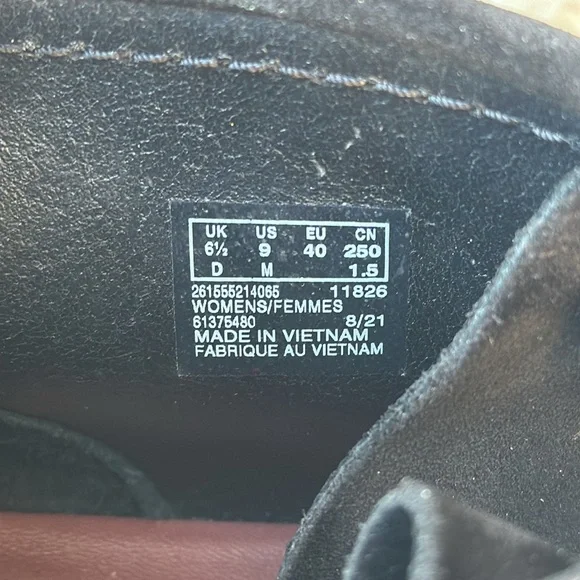 UK US EU CN
6½ 9 40 250
D M 1.5
261555214065 11826
WOMENS/FEMMES
61375480 8/21
MADE IN VIETNAM
FABRIQUE AU VIETNAM